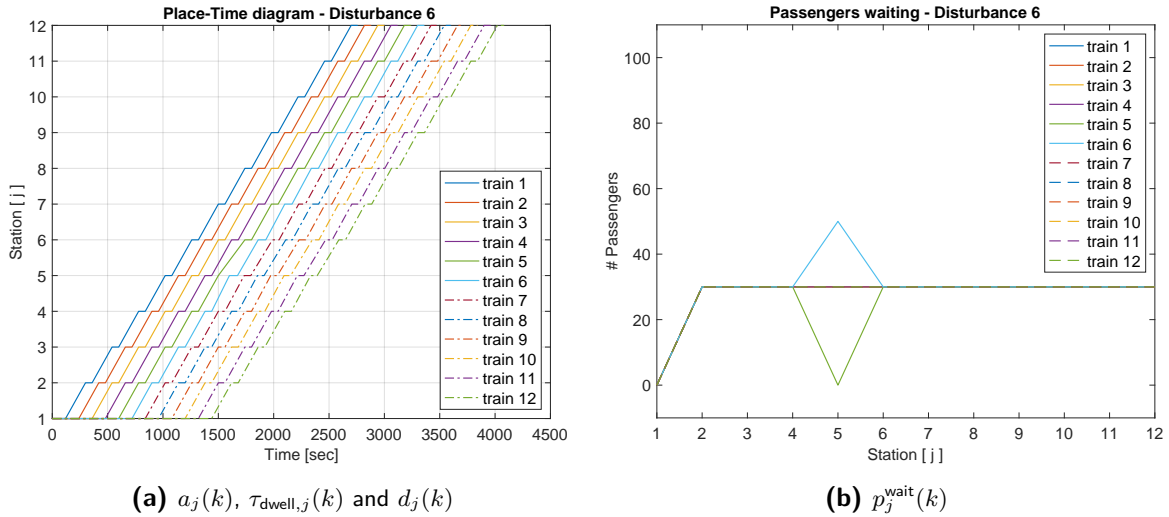 Place-Time diagram - Disturbance 6
12
11
10
9
8
7
6
5
4
3
2
1
Station [ j ]
0 500 1000 1500 2000 2500 3000 3500 4000 4500
Time [sec]
train 1
train 2
train 3
train 4
train 5
train 6
train 7
train 8
train 9
train 10
train 11
train 12
(a) a_j(k), τ_dwell,j(k) and d_j(k)
Passengers waiting - Disturbance 6
100
80
60
40
20
0
# Passengers
1 2 3 4 5 6 7 8 9 10 11 12
Station [ j ]
train 1
train 2
train 3
train 4
train 5
train 6
train 7
train 8
train 9
train 10
train 11
train 12
(b) p_j^wait(k)